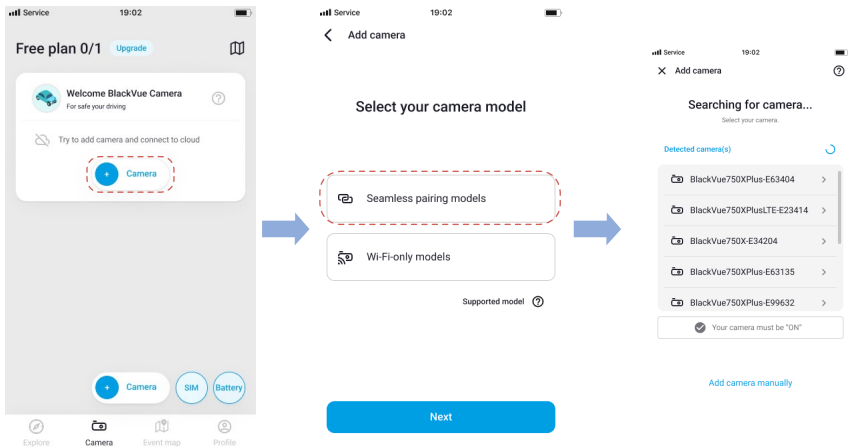 Service 19:02
Free plan 0/1 Upgrade
Welcome BlackVue Camera
For safe your driving
Try to add camera and connect to cloud
+ Camera
+ Camera
SIM
Battery
Explore
Camera
Event map
Profile
Service 19:02
Add camera
Select your camera model
Seamless pairing models
Wi-Fi-only models
Supported model
Next
Service 19:02
Add camera
Searching for camera...
Select your camera.
Detected camera(s)
BlackVue750XPlus-E63404
BlackVue750XPlusLTE-E23414
BlackVue750X-E34204
BlackVue750XPlus-E63135
BlackVue750XPlus-E99632
Your camera must be "ON"
Add camera manually